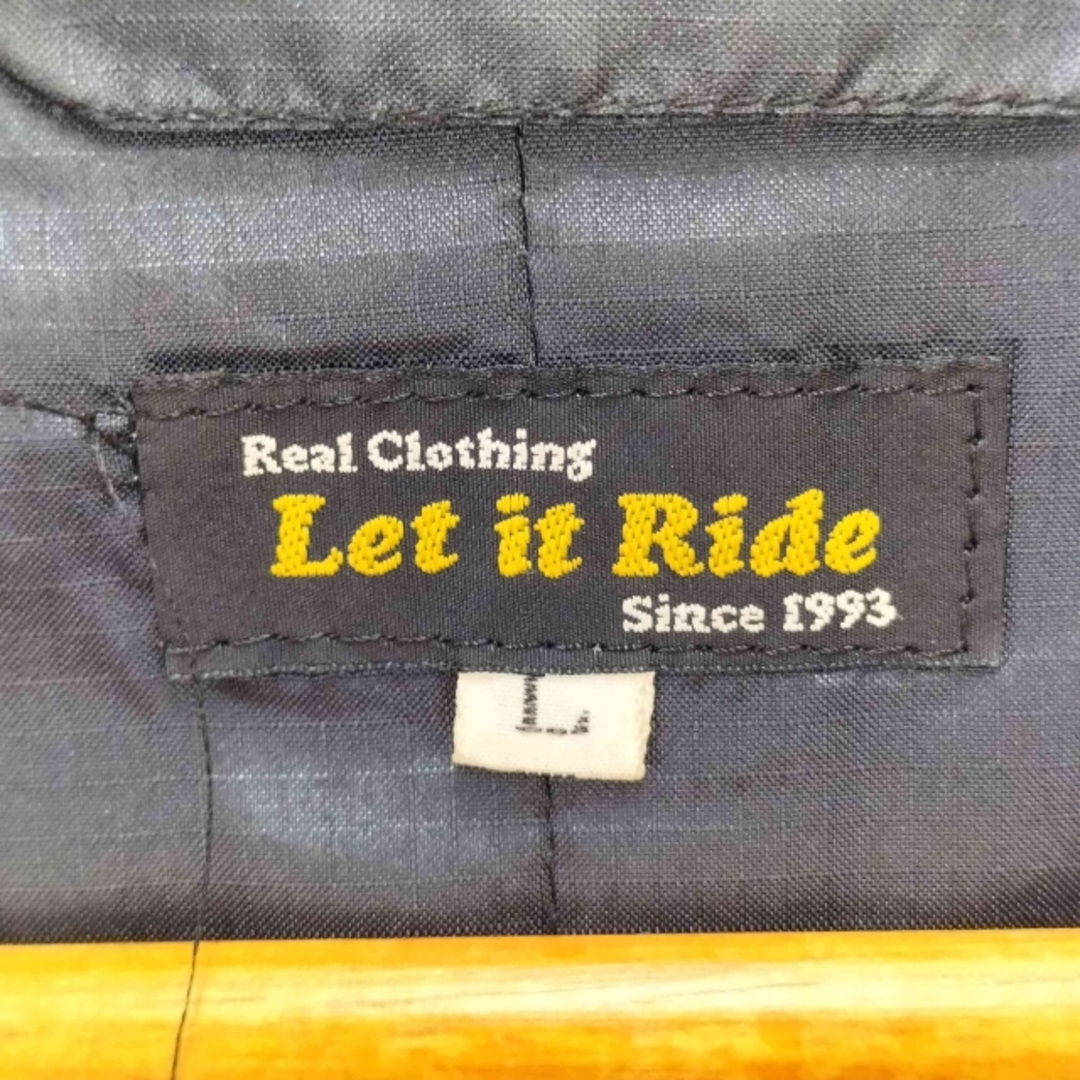 Real Clothing
Let it Ride
Since 1993
L